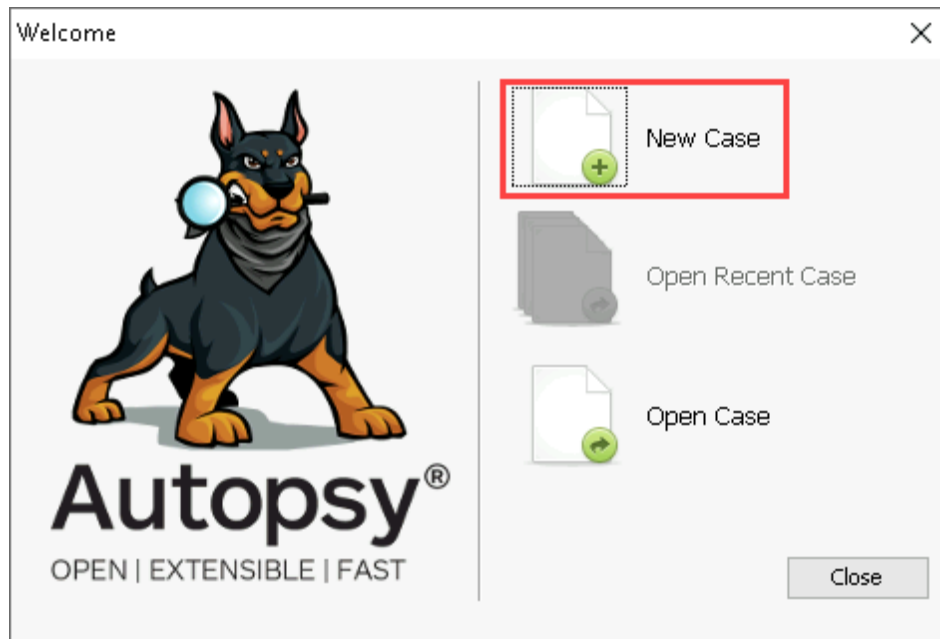 Welcome
New Case
Open Recent Case
Open Case
Autopsy®
OPEN | EXTENSIBLE | FAST
Close